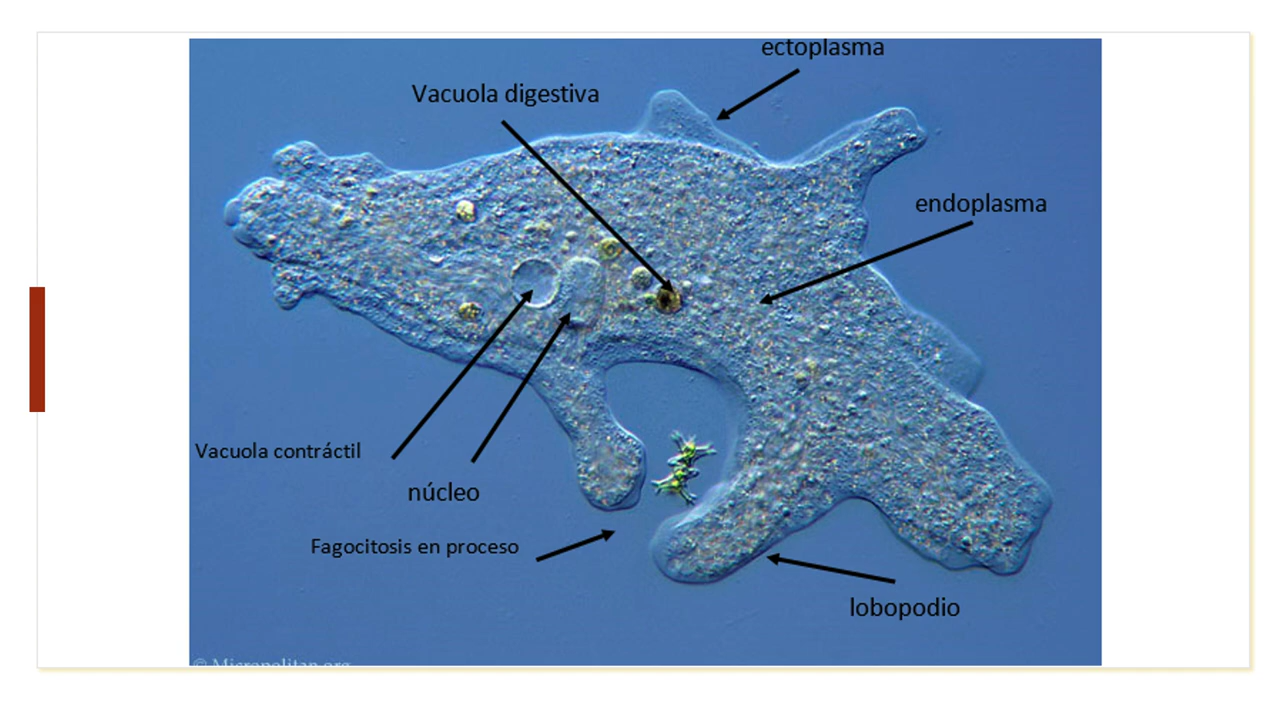 ectoplasma
Vacuola digestiva
endoplasma
Vacuola contráctil
núcleo
Fagocitosis en proceso
lobopodio
© Micropolitan.org